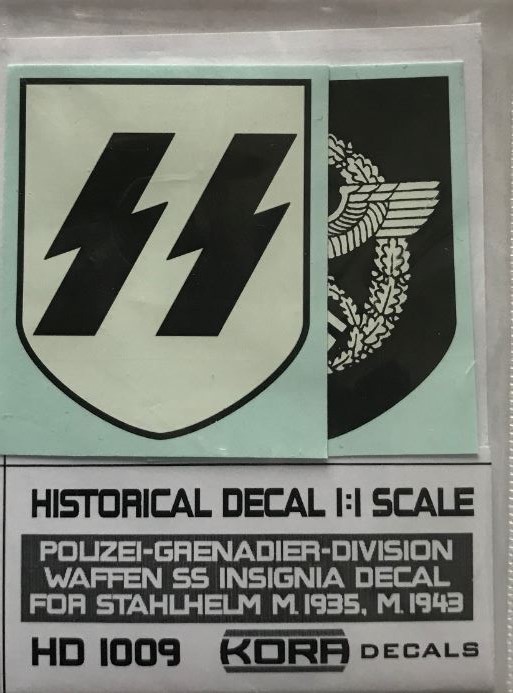 HISTORICAL DECAL 1:1 SCALE
POLIZEI-GRENADIER-DIVISION
WAFFEN SS INSIGNIA DECAL
FOR STAHLHELM M.1935, M.1943
HD 1009 KORA DECALS